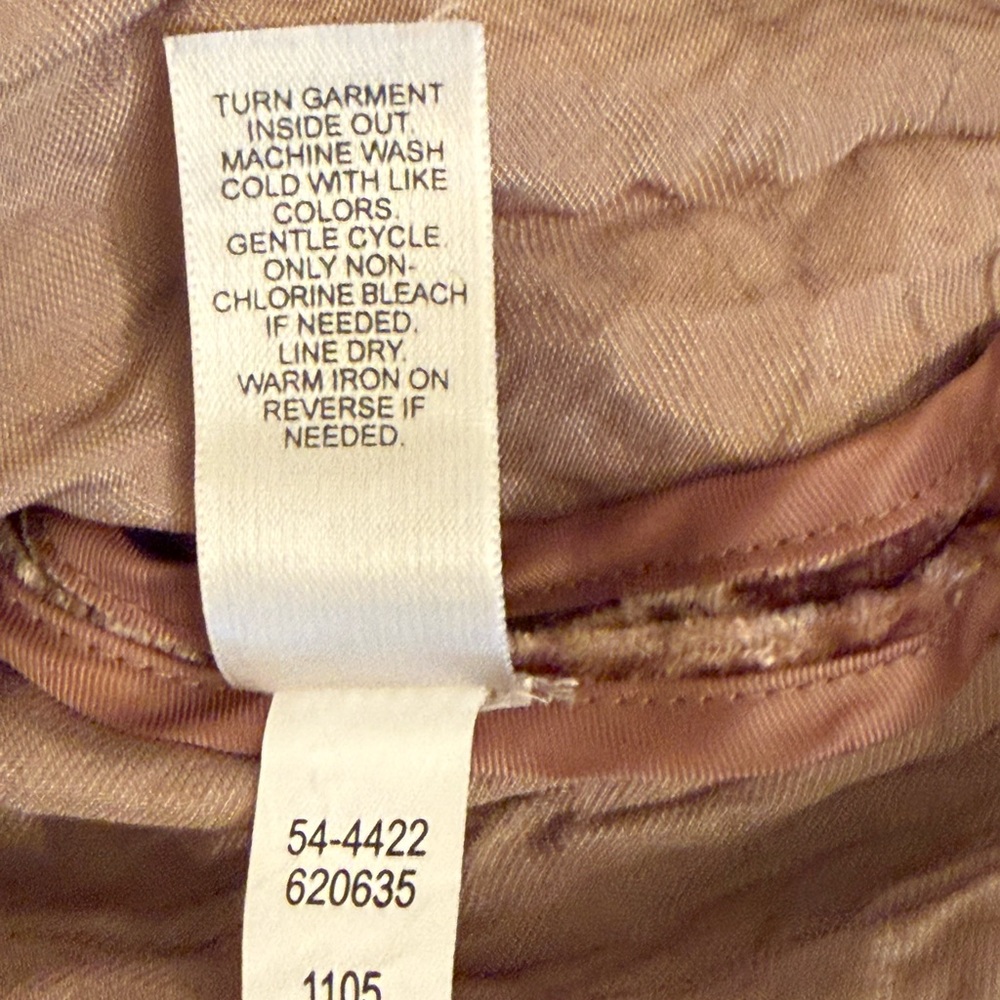 TURN GARMENT
INSIDE OUT.
MACHINE WASH
COLD WITH LIKE
COLORS.
GENTLE CYCLE.
ONLY NON-
CHLORINE BLEACH
IF NEEDED.
LINE DRY.
WARM IRON ON
REVERSE IF
NEEDED.
54-4422
620635
1105